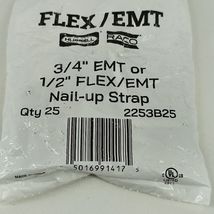 FLEX/EMT
HUBBELL RACO
3/4" EMT or
1/2" FLEX/EMT
Nail-up Strap
Qty 25 2253B25
5016991417 5